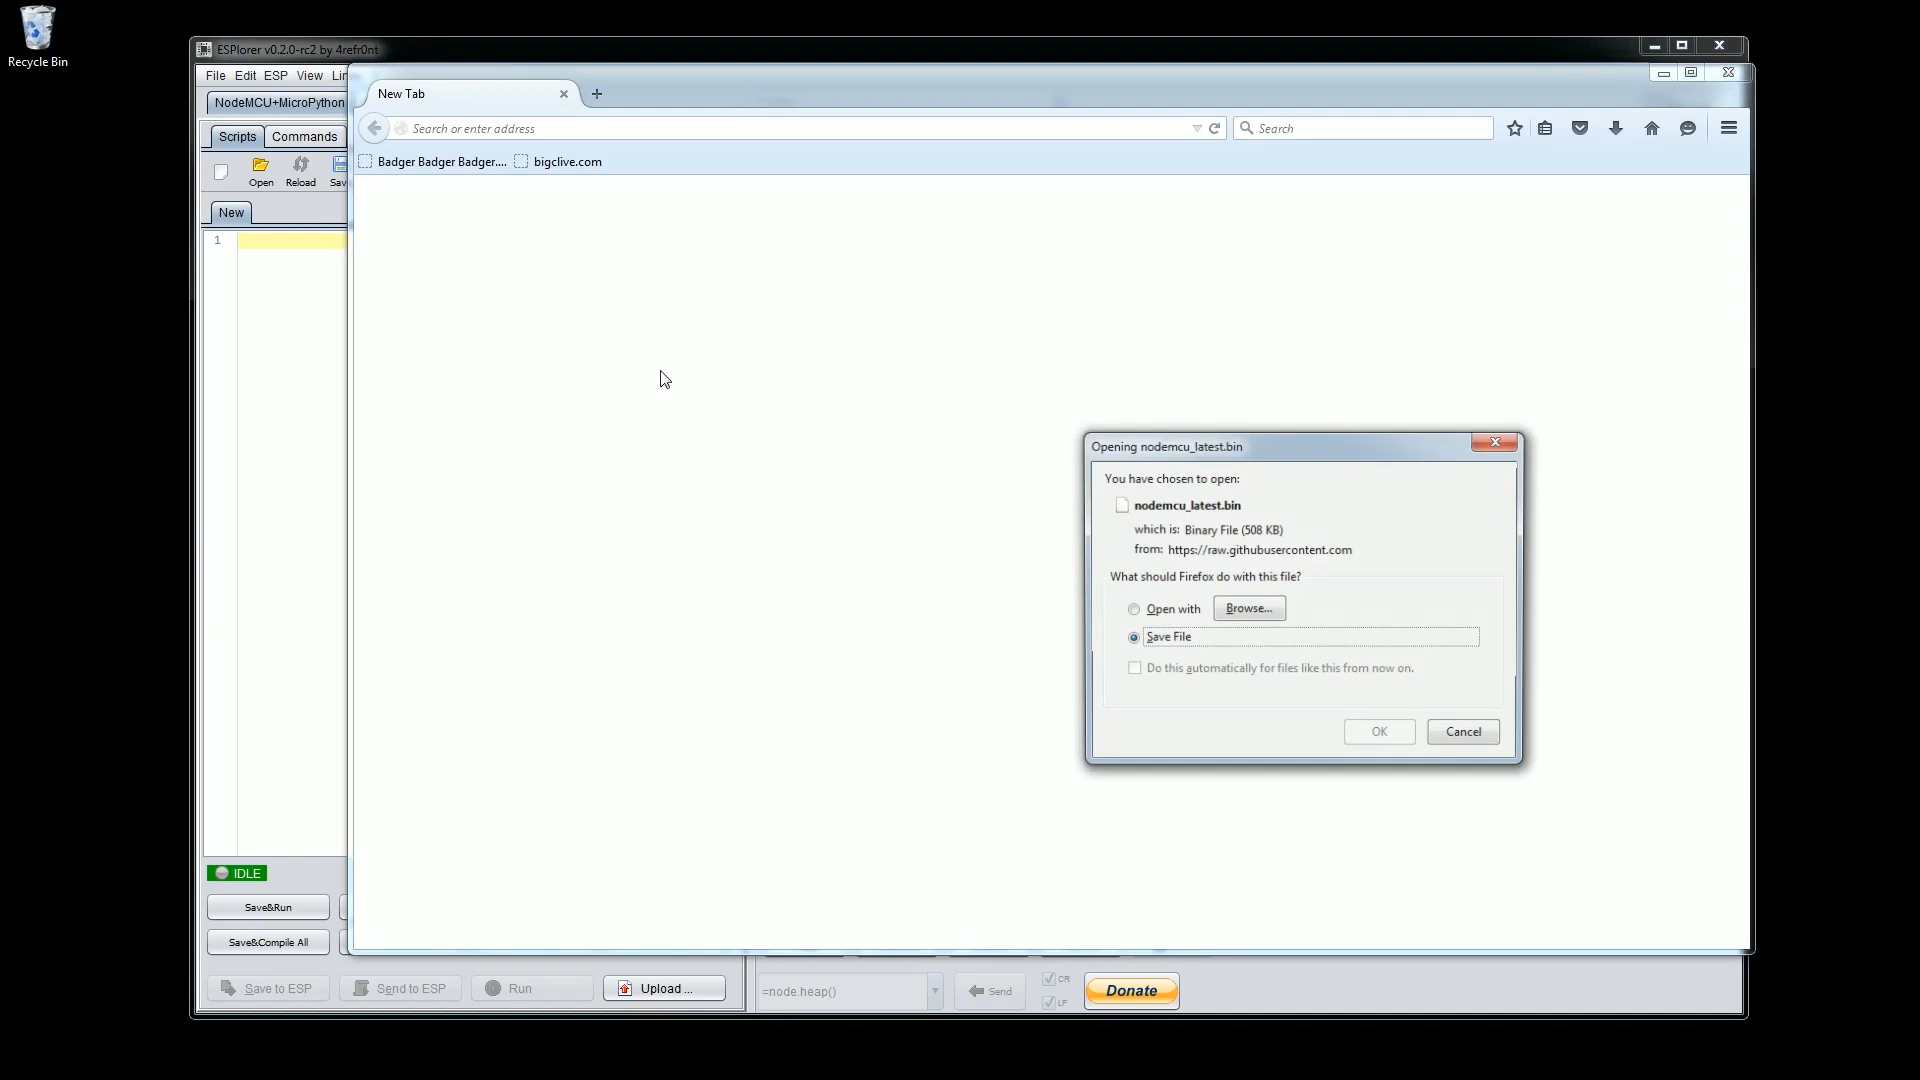 Recycle Bin
ESPlorer v0.2.0-rc2 by 4refr0nt
File Edit ESP View
NodeMCU+MicroPython
Scripts Commands
Open Reload
New
1
IDLE
Save&Run
Save&Compile All
Save to ESP Send to ESP Run Upload ...
=node.heap() Send CR LF Donate
New Tab
Search or enter address Search
Badger Badger Badger.... bigclive.com
Opening nodemcu_latest.bin
You have chosen to open:
nodemcu_latest.bin
which is: Binary File (508 KB)
from: https://raw.githubusercontent.com
What should Firefox do with this file?
Open with Browse...
Save File
Do this automatically for files like this from now on.
OK Cancel